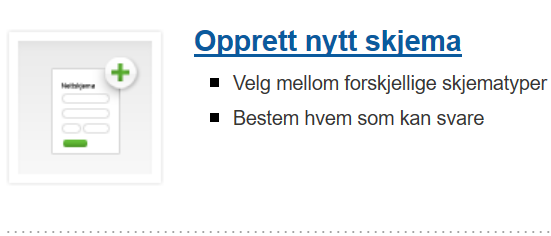 Opprett nytt skjema
Nettskjema
Velg mellom forskjellige skjematyper
Bestem hvem som kan svare